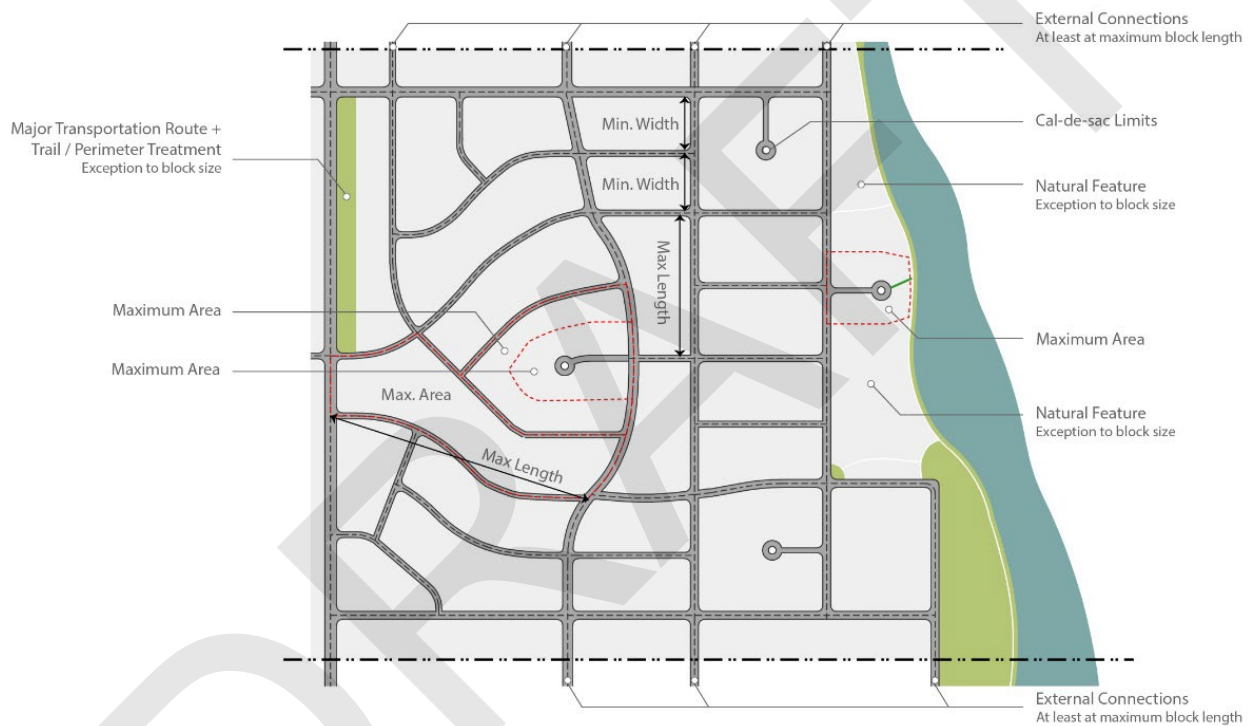 External Connections
At least at maximum block length
Major Transportation Route +
Trail / Perimeter Treatment
Exception to block size
Min. Width
Cal-de-sac Limits
Min. Width
Natural Feature
Exception to block size
Max Length
Maximum Area
Maximum Area
Maximum Area
Max. Area
Natural Feature
Exception to block size
Max Length
External Connections
At least at maximum block length
DRAFT